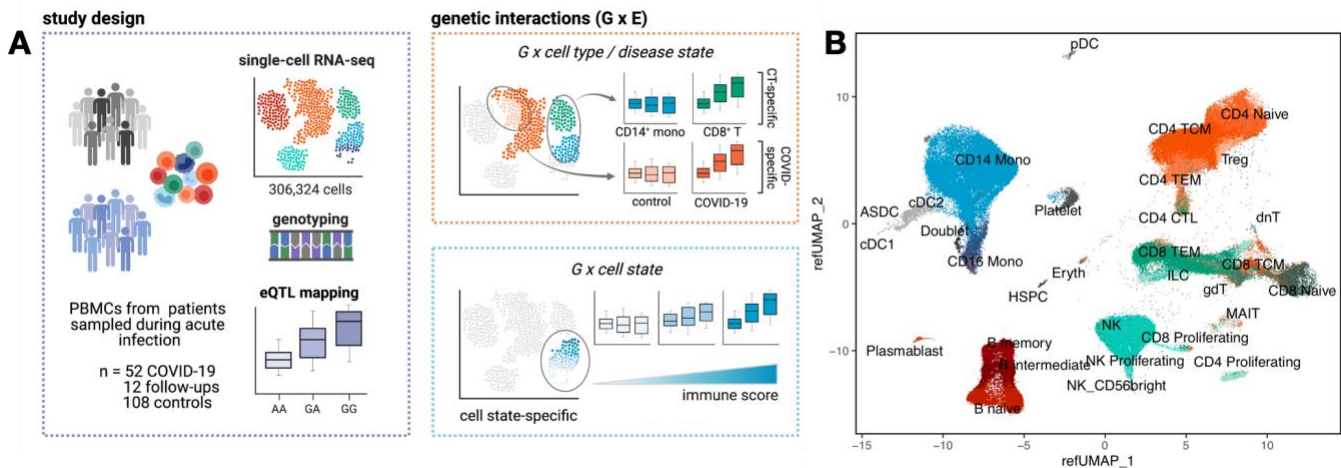 study design
A
single-cell RNA-seq
306,324 cells
genotyping
eQTL mapping
AA GA GG
PBMCs from patients
sampled during acute
infection
n = 52 COVID-19
12 follow-ups
108 controls
genetic interactions (G x E)
G x cell type / disease state
CD14⁺ mono
CD8⁺ T
CT-specific
control
COVID-19
COVID-
specific
G x cell state
cell state-specific
immune score
B
refUMAP_2
10
5
0
−10
pDC
CD4 Naive
CD4 TCM
Treg
CD14 Mono
CD4 TEM
Platelet
ASDC
cDC2
CD4 CTL
dnT
cDC1
Doublet
CD16 Mono
CD8 TEM
CD8 TCM
Eryth
ILC
HSPC
gdT
CD8 Naive
MAIT
NK
CD8 Proliferating
Plasmablast
B memory
NK Proliferating
CD4 Proliferating
B intermediate
NK_CD56bright
B naive
−15 −10 −5 0 5 10
refUMAP_1